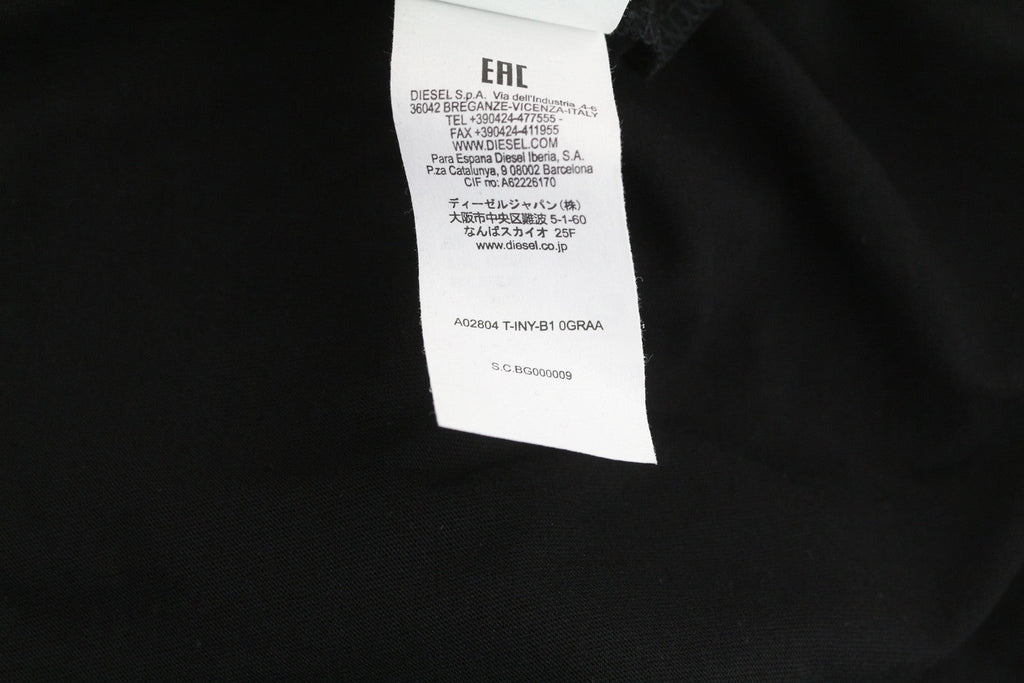 EAC
DIESEL S.p.A. Via dell'Industria ,4-6
36042 BREGANZE-VICENZA-ITALY
TEL +390424-477555 -
FAX +390424-411955
WWW.DIESEL.COM
Para Espana Diesel Iberia, S.A.
P.za Catalunya, 9 08002 Barcelona
CIF no: A62226170
ディーゼルジャパン(株)
大阪市中央区難波 5-1-60
なんばスカイオ 25F
www.diesel.co.jp
A02804 T-INY-B1 0GRAA
S.C.BG000009